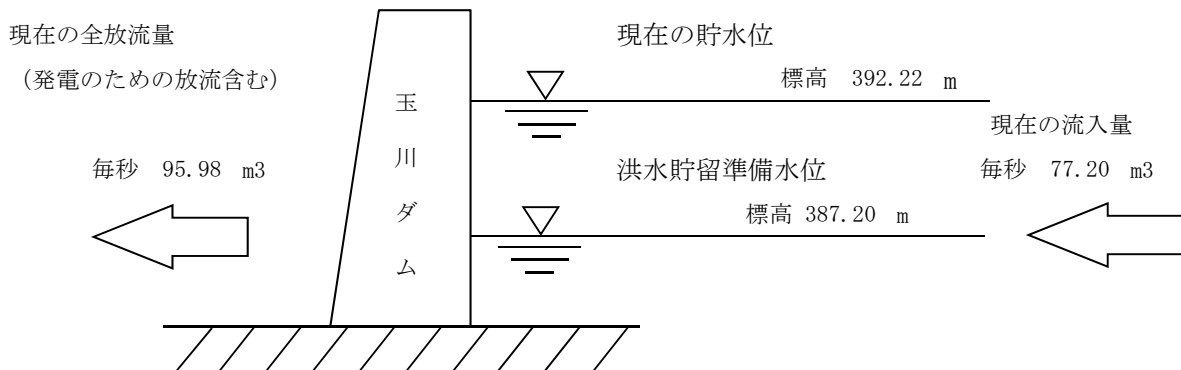 現在の全放流量
（発電のための放流含む）
毎秒　95.98　m3
玉川ダム
現在の貯水位
標高　392.22　m
洪水貯留準備水位
標高 387.20　m
現在の流入量
毎秒　77.20　m3